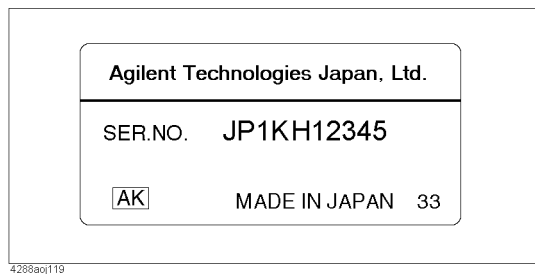 Agilent Technologies Japan, Ltd.
SER.NO. JP1KH12345
AK MADE IN JAPAN 33
4288aoj119